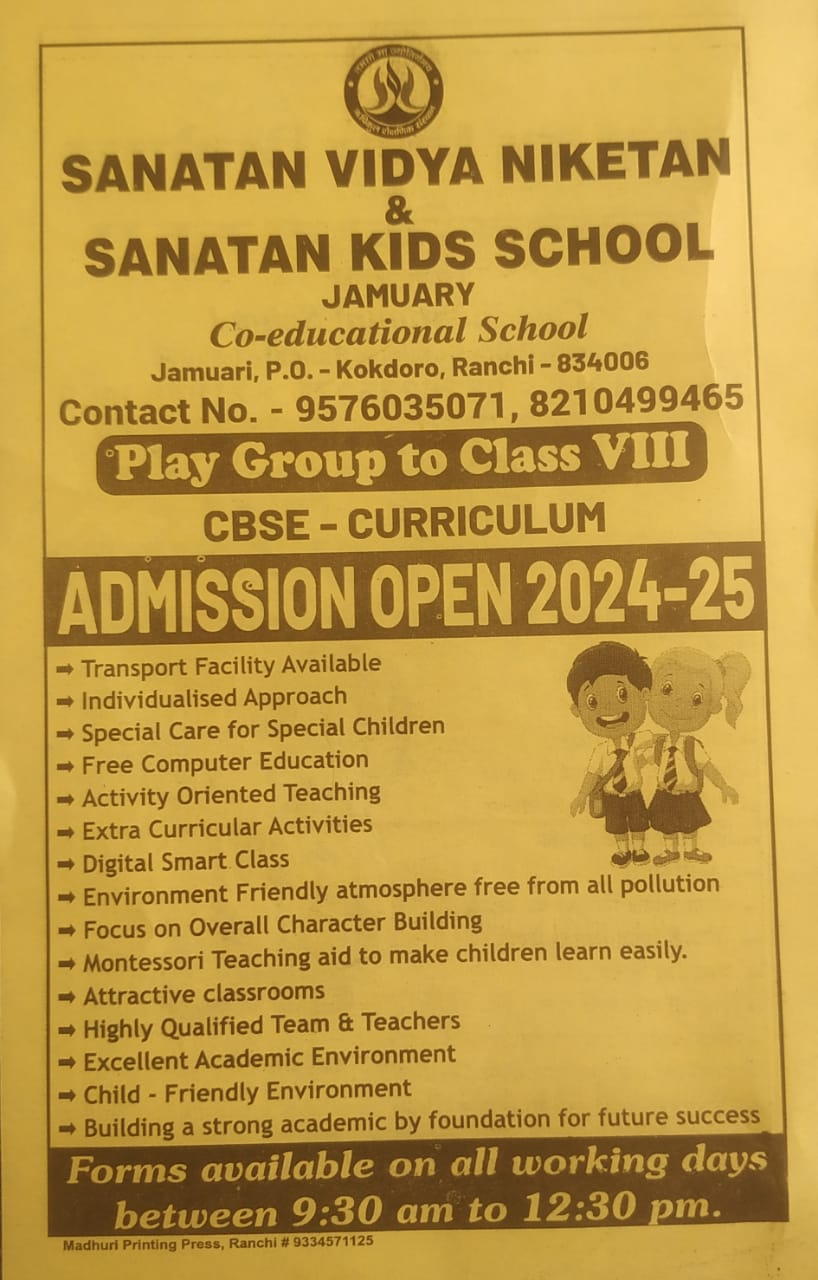 तमसो मा ज्योतिर्गमय
ऋषिकुल शैक्षणिक संस्थान
SANATAN VIDYA NIKETAN
&
SANATAN KIDS SCHOOL
JAMUARY
Co-educational School
Jamuari, P.O. - Kokdoro, Ranchi - 834006
Contact No. - 9576035071, 8210499465
Play Group to Class VIII
CBSE - CURRICULUM
ADMISSION OPEN 2024-25
➡ Transport Facility Available
➡ Individualised Approach
➡ Special Care for Special Children
➡ Free Computer Education
➡ Activity Oriented Teaching
➡ Extra Curricular Activities
➡ Digital Smart Class
➡ Environment Friendly atmosphere free from all pollution
➡ Focus on Overall Character Building
➡ Montessori Teaching aid to make children learn easily.
➡ Attractive classrooms
➡ Highly Qualified Team & Teachers
➡ Excellent Academic Environment
➡ Child - Friendly Environment
➡ Building a strong academic by foundation for future success
Forms available on all working days
between 9:30 am to 12:30 pm.
Madhuri Printing Press, Ranchi # 9334571125